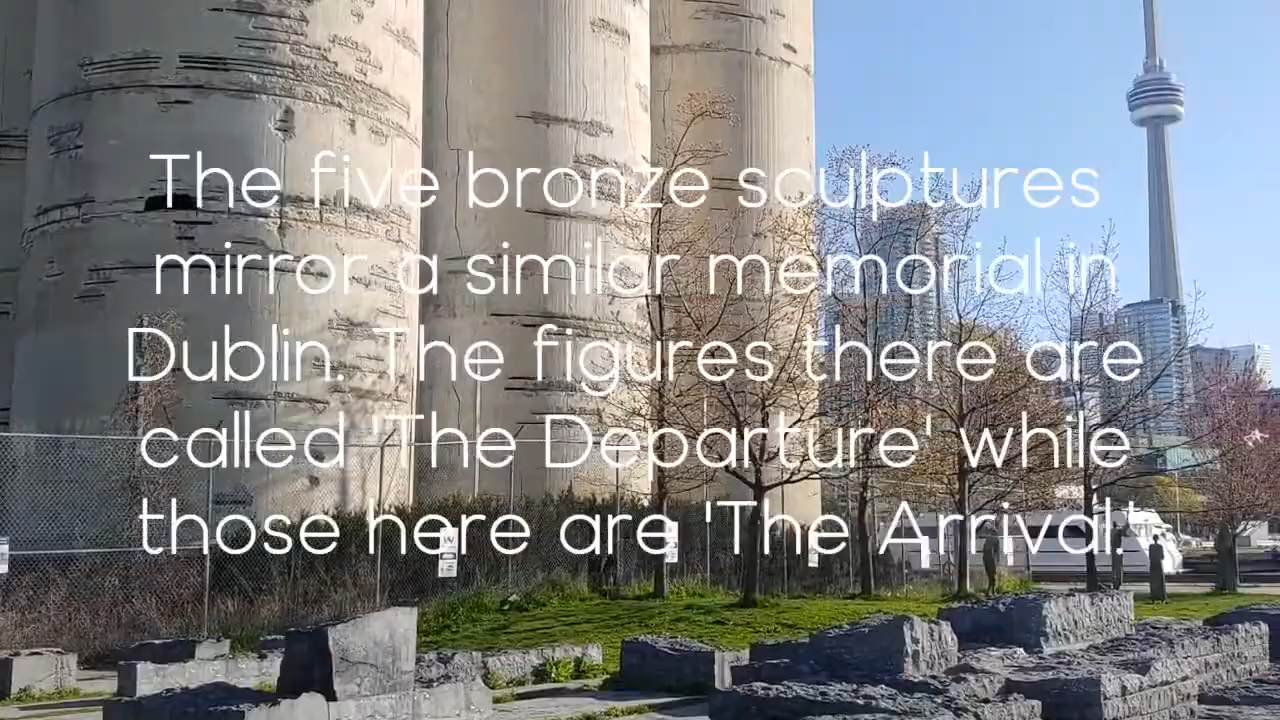 The five bronze sculptures
mirror a similar memorial in
Dublin. The figures there are
called 'The Departure' while
those here are 'The Arrival.'